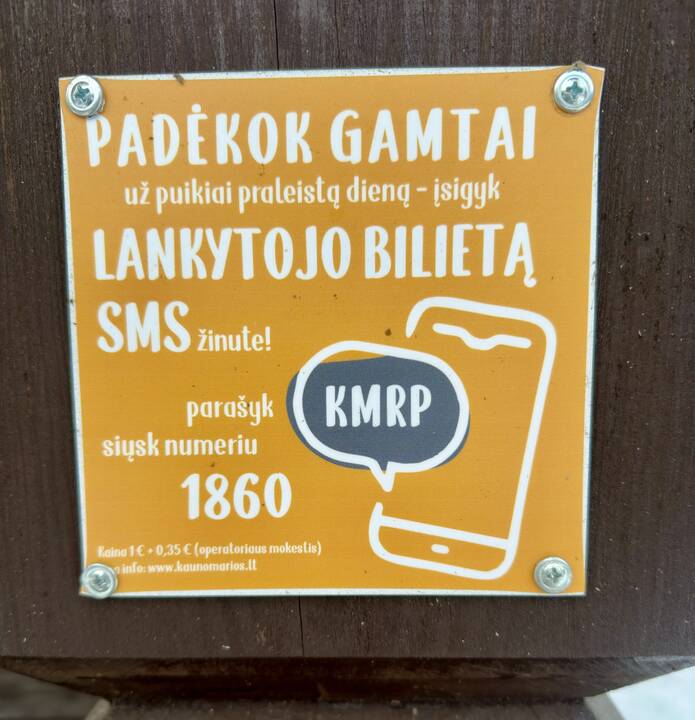 PADĖKOK GAMTAI
už puikiai praleistą dieną - įsigyk
LANKYTOJO BILIETĄ
SMS žinute!
KMRP
parašyk
siųsk numeriu
1860
Kaina 1 € + 0,35 € (operatoriaus mokestis)
info: www.kaunomarios.lt